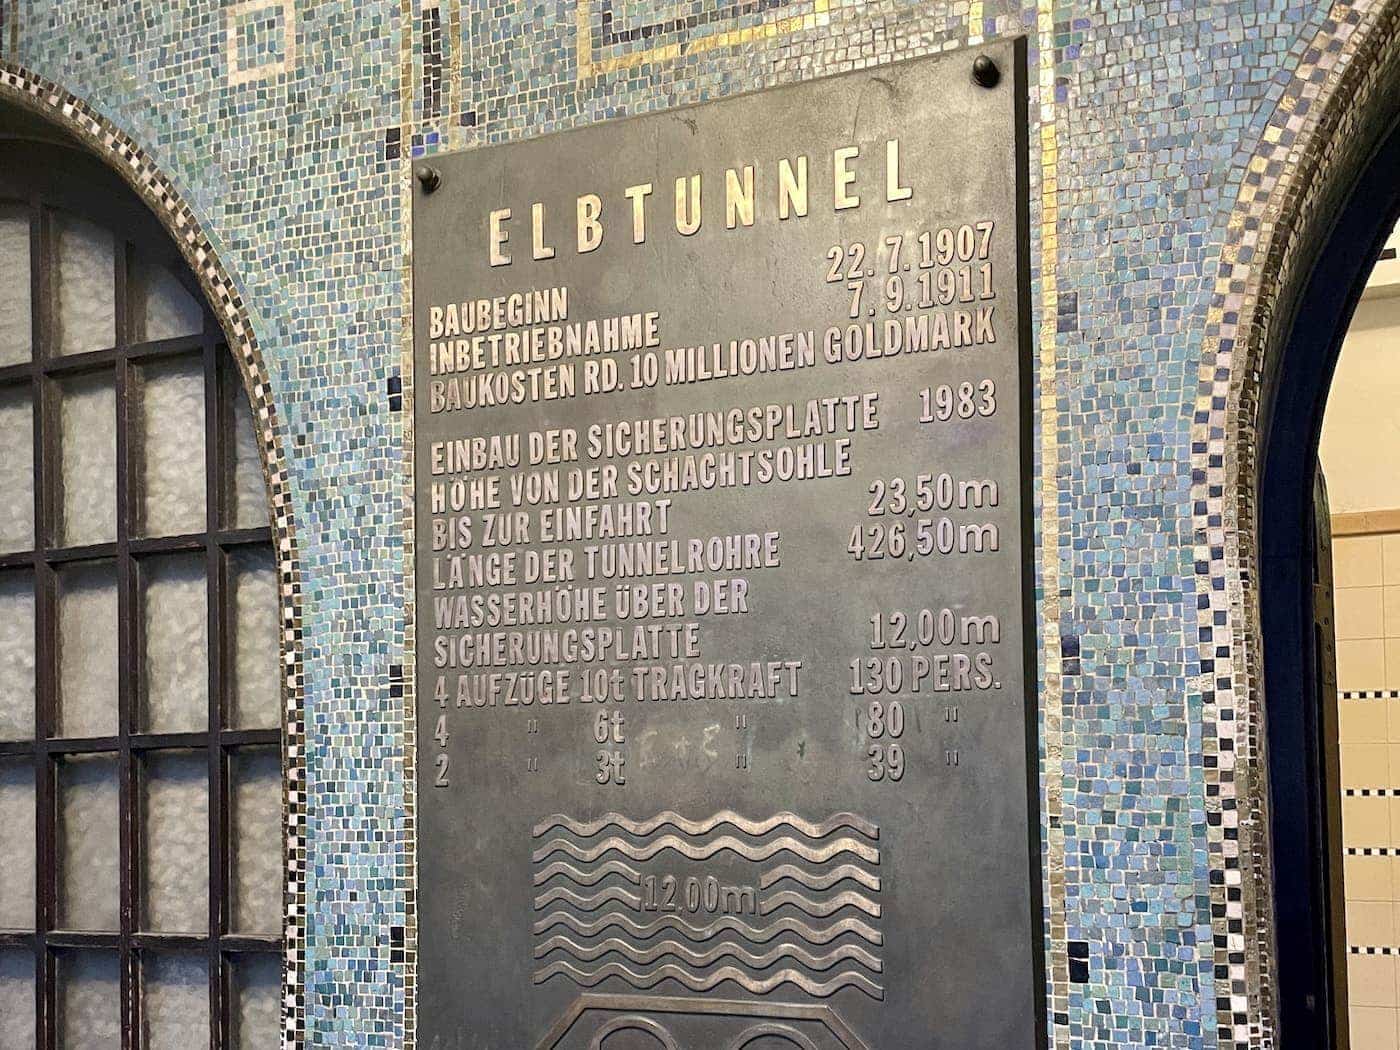 ELBTUNNEL
BAUBEGINN 22.7.1907
INBETRIEBNAHME 7.9.1911
BAUKOSTEN RD. 10 MILLIONEN GOLDMARK
EINBAU DER SICHERUNGSPLATTE 1983
HÖHE VON DER SCHACHTSOHLE
BIS ZUR EINFAHRT 23,50m
LÄNGE DER TUNNELROHRE 426,50m
WASSERHÖHE ÜBER DER
SICHERUNGSPLATTE 12,00m
4 AUFZÜGE 10t TRAGKRAFT 130 PERS.
4 " 6t " 80 "
2 " 3t " 39 "
12,00m